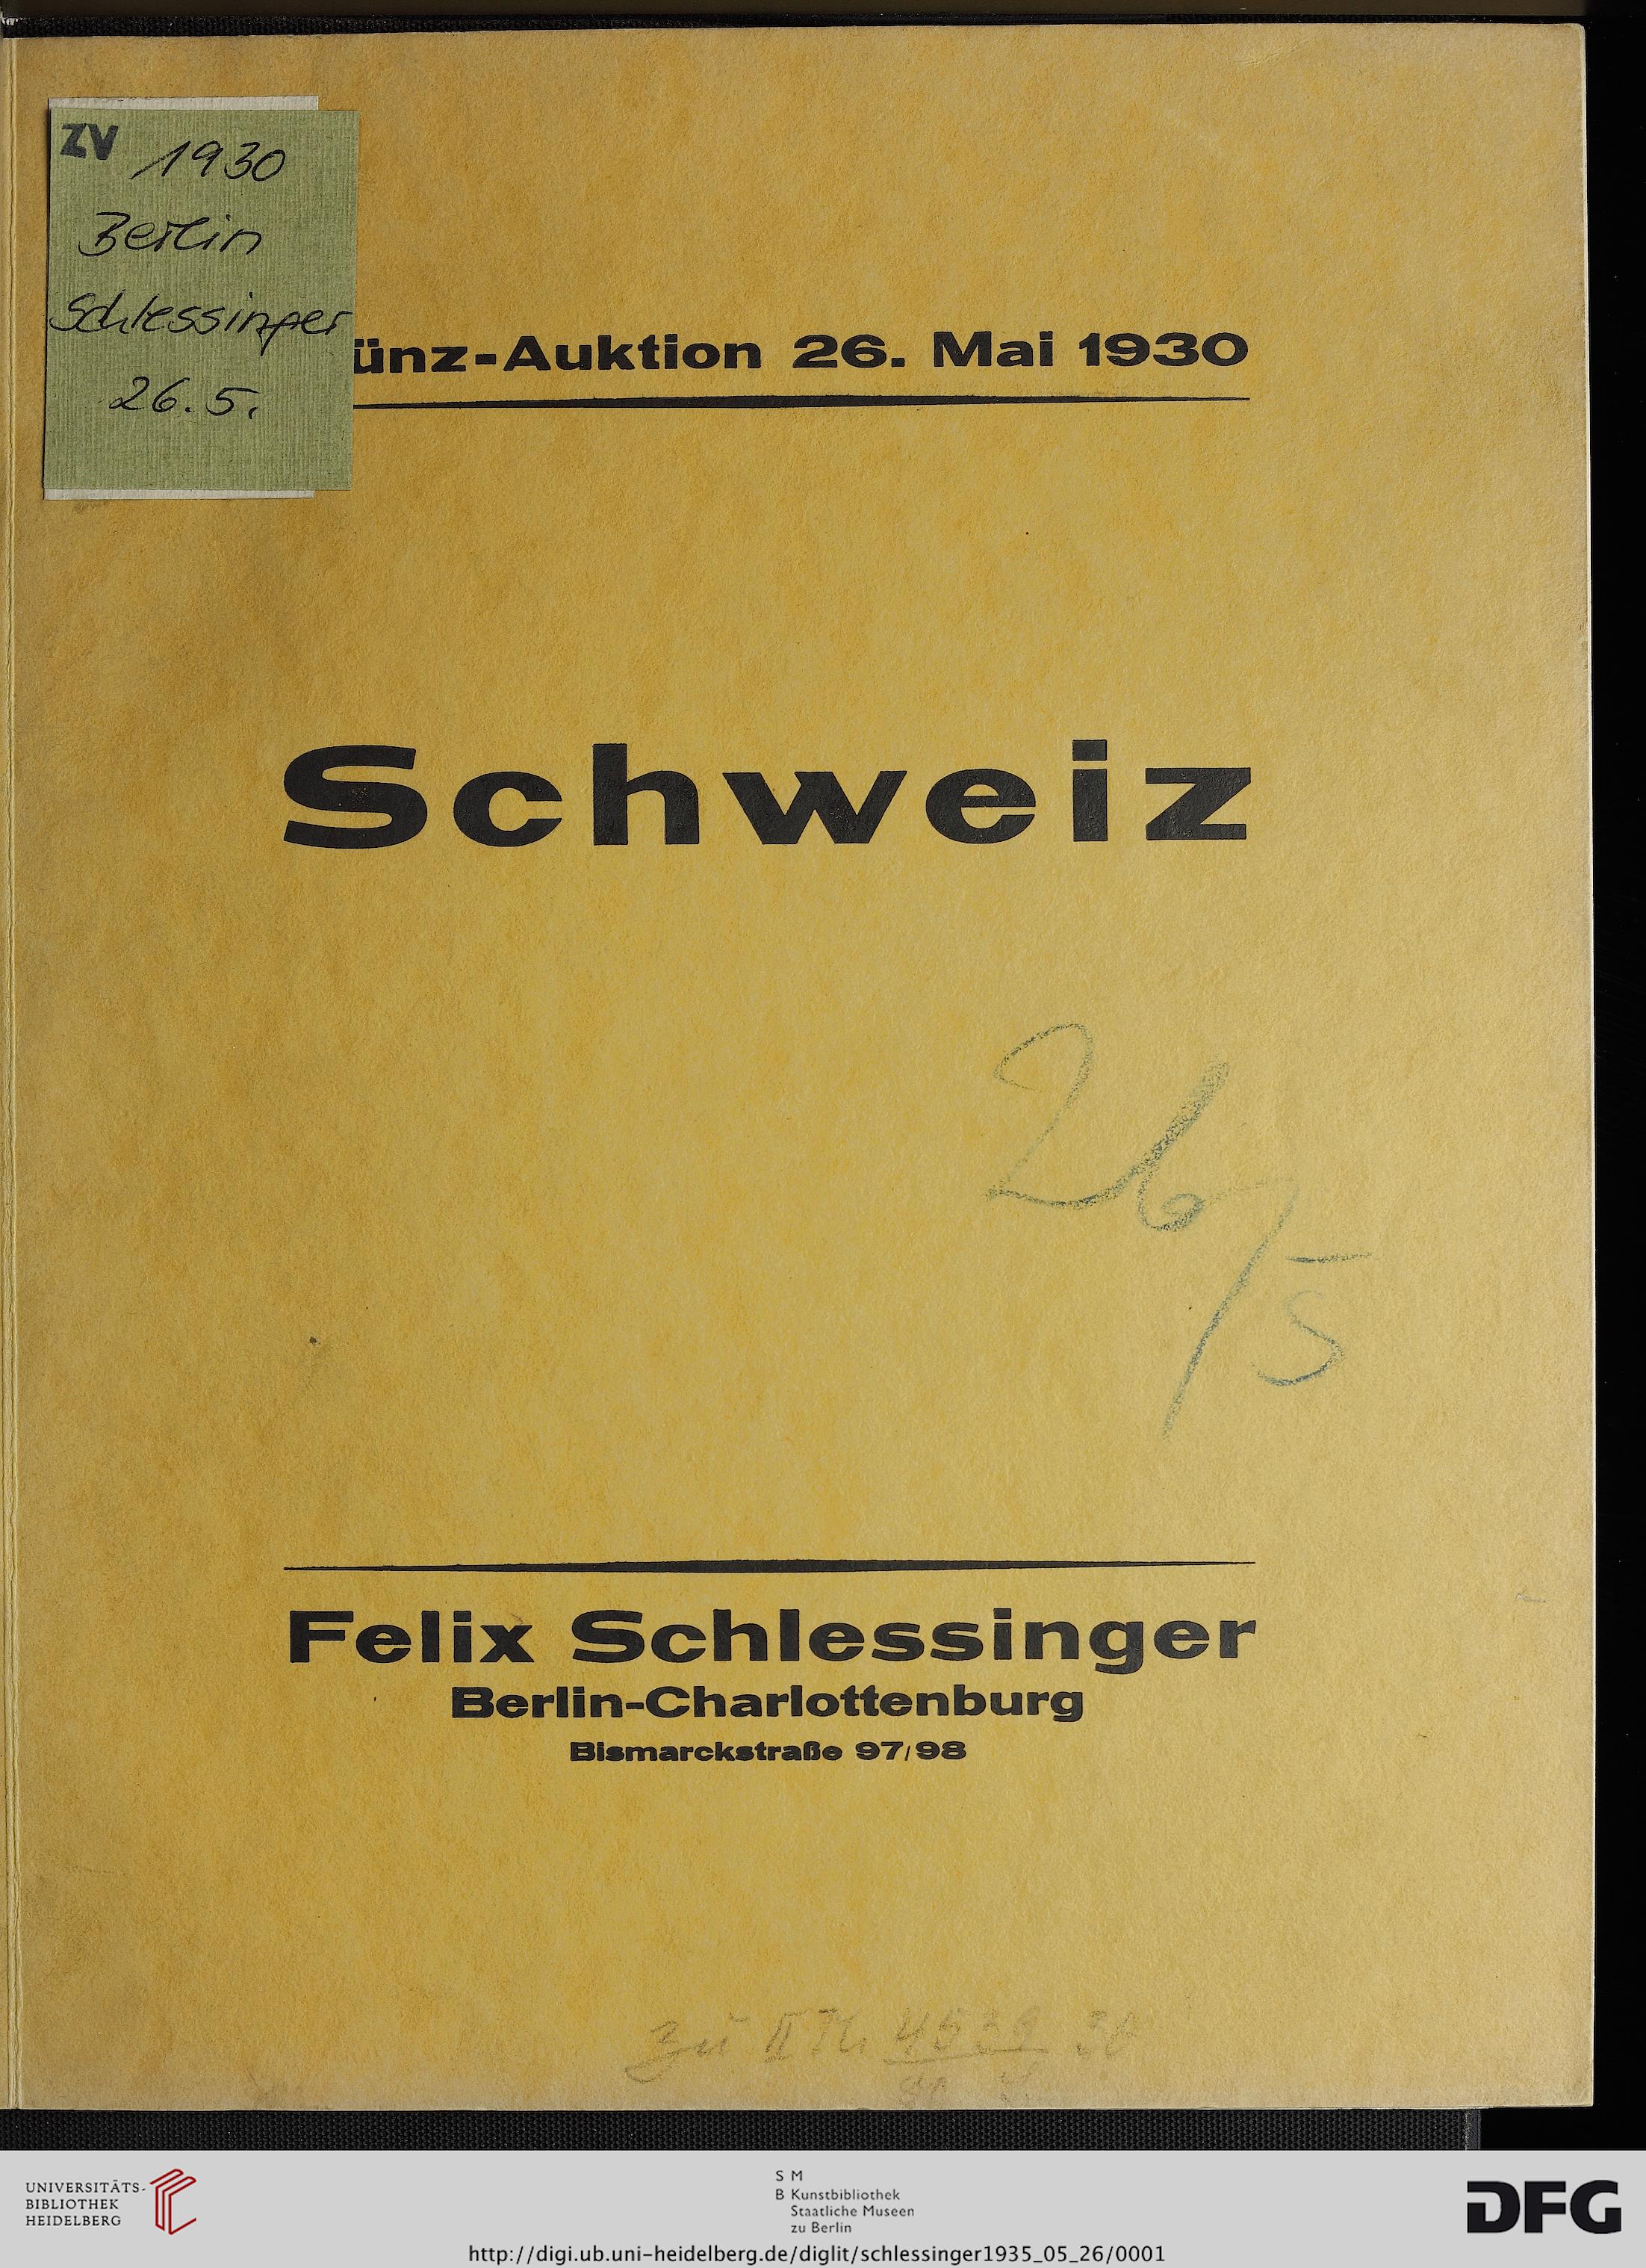 ZV 1930
Berlin
Schlessinger
26.5.
ünz-Auktion 26. Mai 1930
Schweiz
26/5
Felix Schlessinger
Berlin-Charlottenburg
Bismarckstraße 97/98
zu II
UNIVERSITÄTS-
BIBLIOTHEK
HEIDELBERG
S M
B Kunstbibliothek
Staatliche Museen
zu Berlin
DFG
http://digi.ub.uni-heidelberg.de/diglit/schlessinger1935_05_26/0001